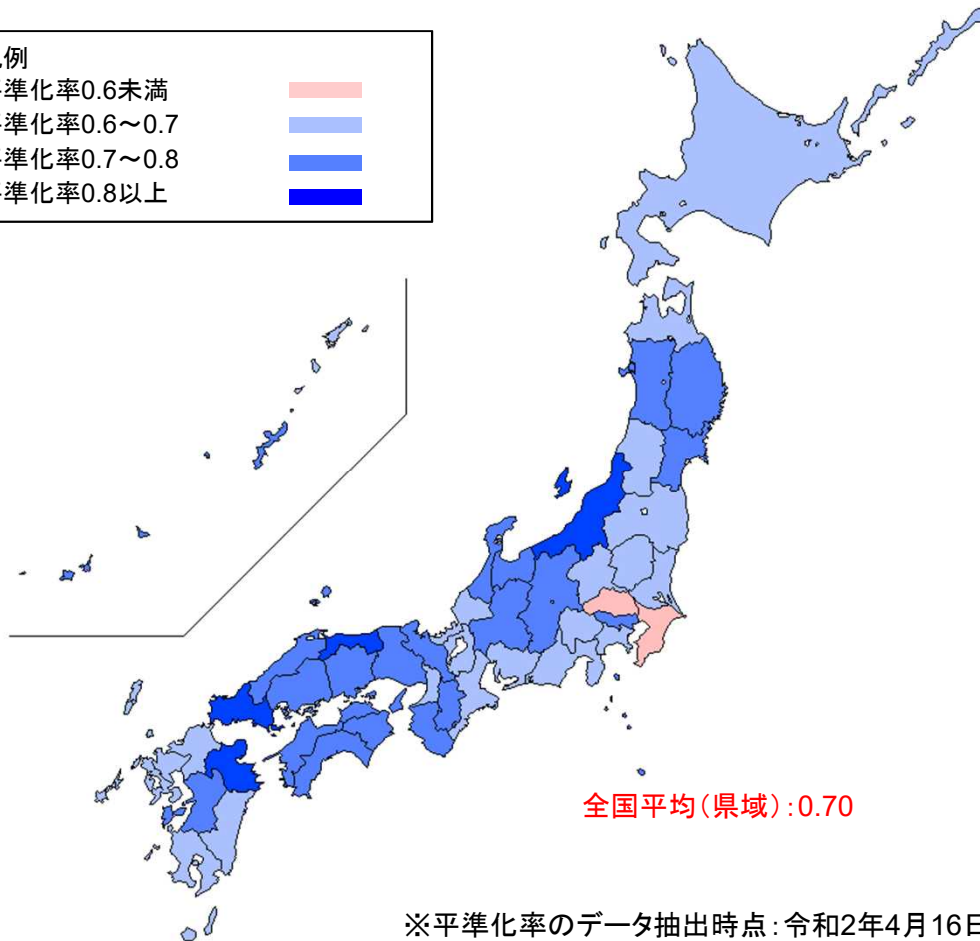 例
準化率0.6未満
準化率0.6～0.7
準化率0.7～0.8
準化率0.8以上
全国平均（県域）：0.70
※平準化率のデータ抽出時点：令和2年4月16日